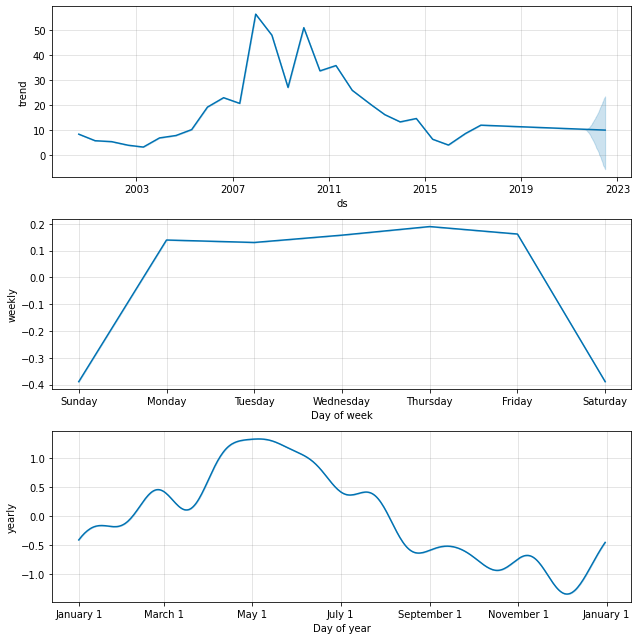 50
40
30
20
10
0
trend
2003 2007 2011 2015 2019 2023
ds
0.2
0.1
0.0
−0.1
−0.2
−0.3
−0.4
weekly
Sunday Monday Tuesday Wednesday Thursday Friday Saturday
Day of week
1.0
0.5
0.0
−0.5
−1.0
yearly
January 1 March 1 May 1 July 1 September 1 November 1 January 1
Day of year